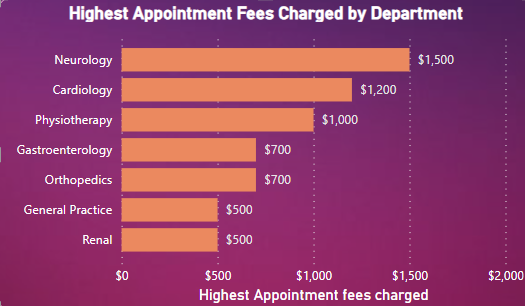 Highest Appointment Fees Charged by Department
Neurology $1,500
Cardiology $1,200
Physiotherapy $1,000
Gastroenterology $700
Orthopedics $700
General Practice $500
Renal $500
$0 $500 $1,000 $1,500 $2,000
Highest Appointment fees charged